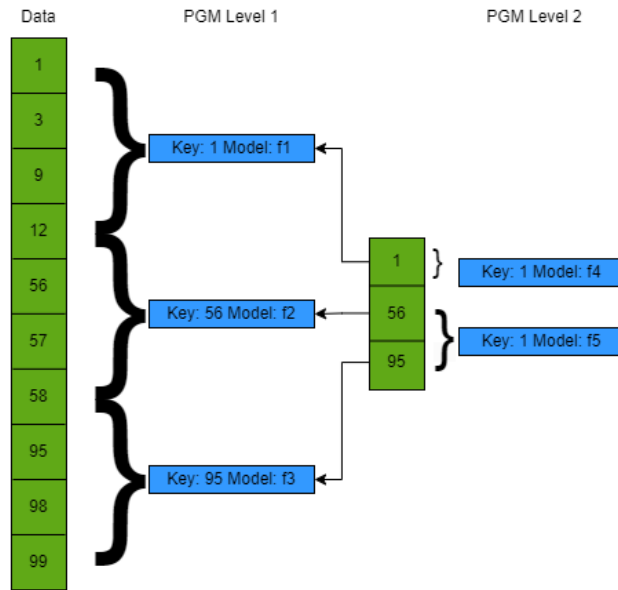 Data
PGM Level 1
PGM Level 2
1
3
9
12
56
57
58
95
98
99
Key: 1 Model: f1
Key: 56 Model: f2
Key: 95 Model: f3
1
56
95
Key: 1 Model: f4
Key: 1 Model: f5